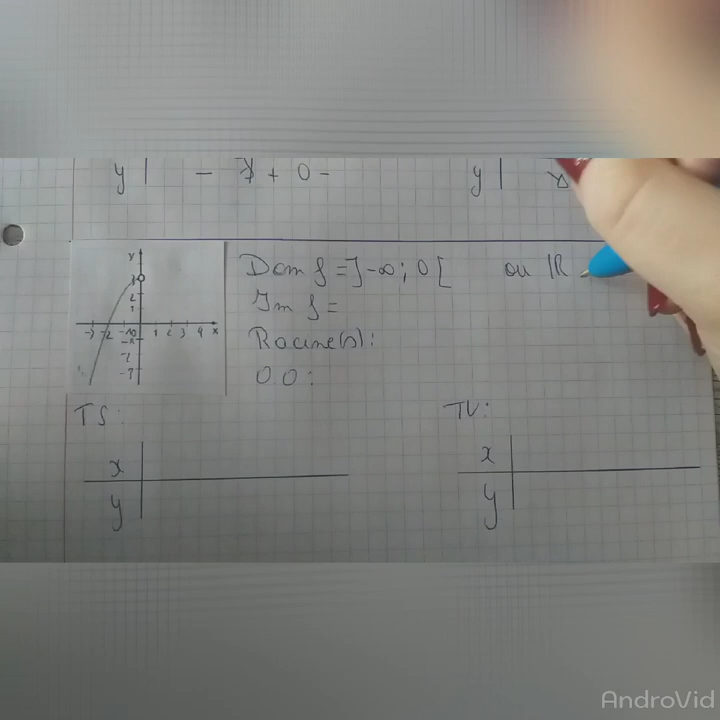 y | - ∄ + 0 -
y |
Dom f = ]-∞; 0[ ou ℝ
Im f =
Racine(s):
O.O:
TS:
TV:
x
y
x
y
AndroVid